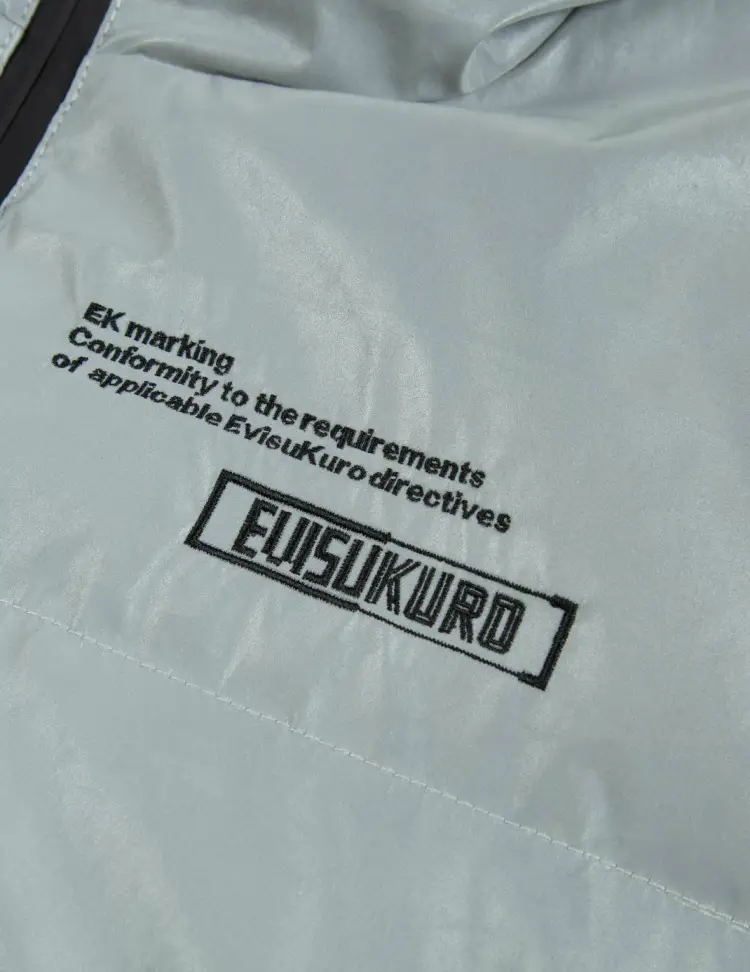 EK marking
Conformity to the requirements
of applicable EvisuKuro directives
EVISUKURO